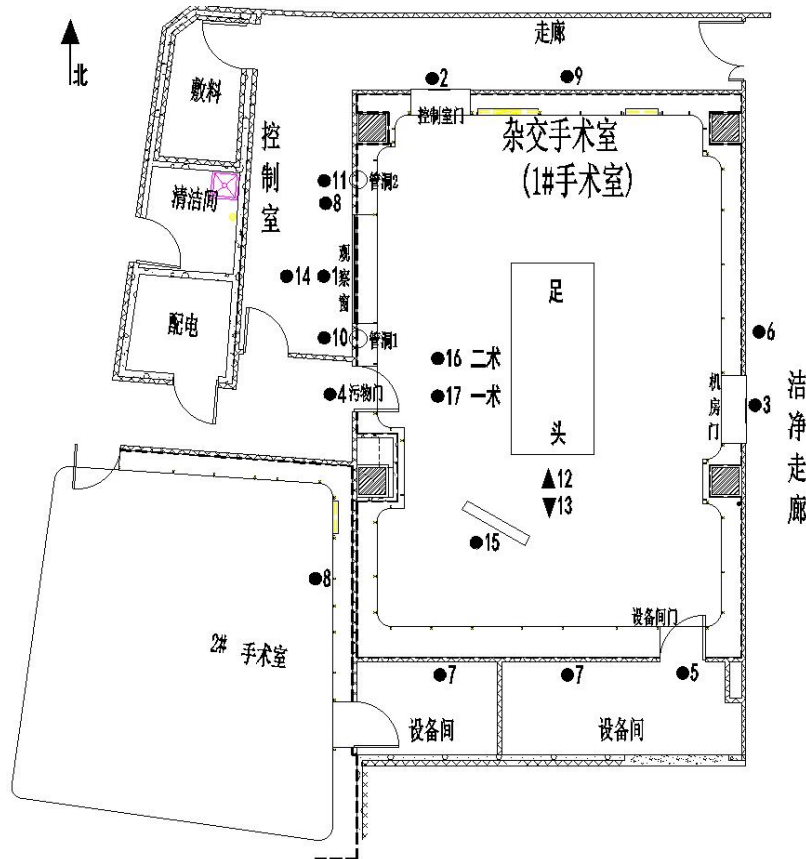 走廊
北
敷料
2
9
控制室门
控制室
杂交手术室
(1#手术室)
11
管洞2
清洁间
8
观察窗
14
1
足
配电
10
管洞1
6
16 二术
机房门
4
污物门
17 一术
3
洁净走廊
头
12
13
15
8
2# 手术室
设备间门
7
7
5
设备间
设备间